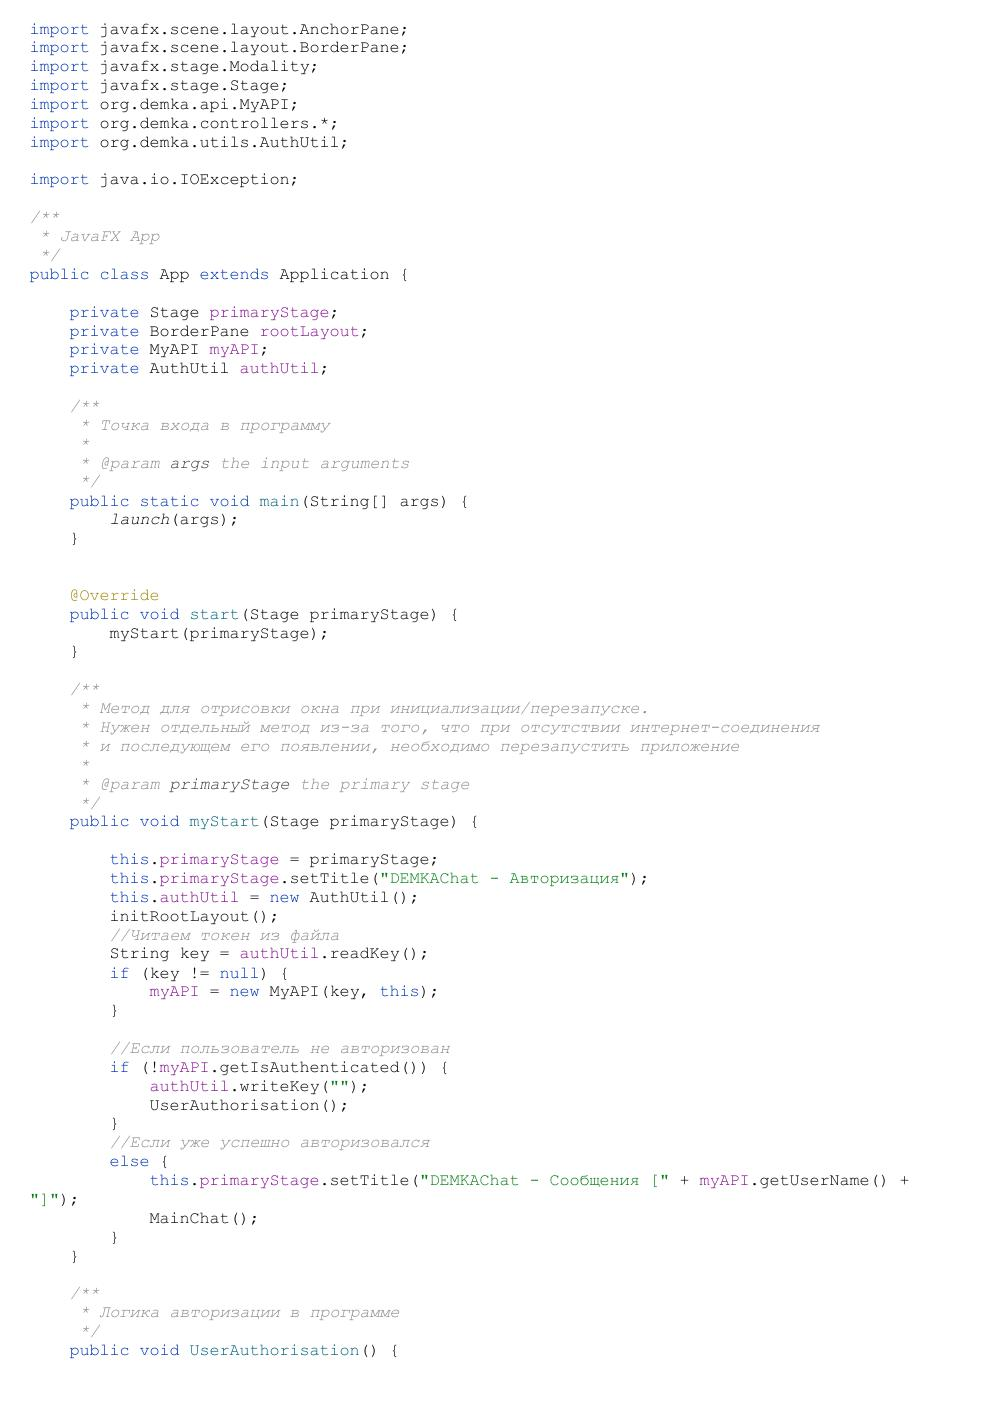 import javafx.scene.layout.AnchorPane;
import javafx.scene.layout.BorderPane;
import javafx.stage.Modality;
import javafx.stage.Stage;
import org.demka.api.MyAPI;
import org.demka.controllers.*;
import org.demka.utils.AuthUtil;

import java.io.IOException;

/**
 * JavaFX App
 */
public class App extends Application {

    private Stage primaryStage;
    private BorderPane rootLayout;
    private MyAPI myAPI;
    private AuthUtil authUtil;

    /**
     * Точка входа в программу
     *
     * @param args the input arguments
     */
    public static void main(String[] args) {
        launch(args);
    }


    @Override
    public void start(Stage primaryStage) {
        myStart(primaryStage);
    }

    /**
     * Метод для отрисовки окна при инициализации/перезапуске.
     * Нужен отдельный метод из-за того, что при отсутствии интернет-соединения
     * и последующем его появлении, необходимо перезапустить приложение
     *
     * @param primaryStage the primary stage
     */
    public void myStart(Stage primaryStage) {

        this.primaryStage = primaryStage;
        this.primaryStage.setTitle("DEMKAChat - Авторизация");
        this.authUtil = new AuthUtil();
        initRootLayout();
        //Читаем токен из файла
        String key = authUtil.readKey();
        if (key != null) {
            myAPI = new MyAPI(key, this);
        }

        //Если пользователь не авторизован
        if (!myAPI.getIsAuthenticated()) {
            authUtil.writeKey("");
            UserAuthorisation();
        }
        //Если уже успешно авторизовался
        else {
            this.primaryStage.setTitle("DEMKAChat - Сообщения [" + myAPI.getUserName() +
"]");
            MainChat();
        }
    }

    /**
     * Логика авторизации в программе
     */
    public void UserAuthorisation() {